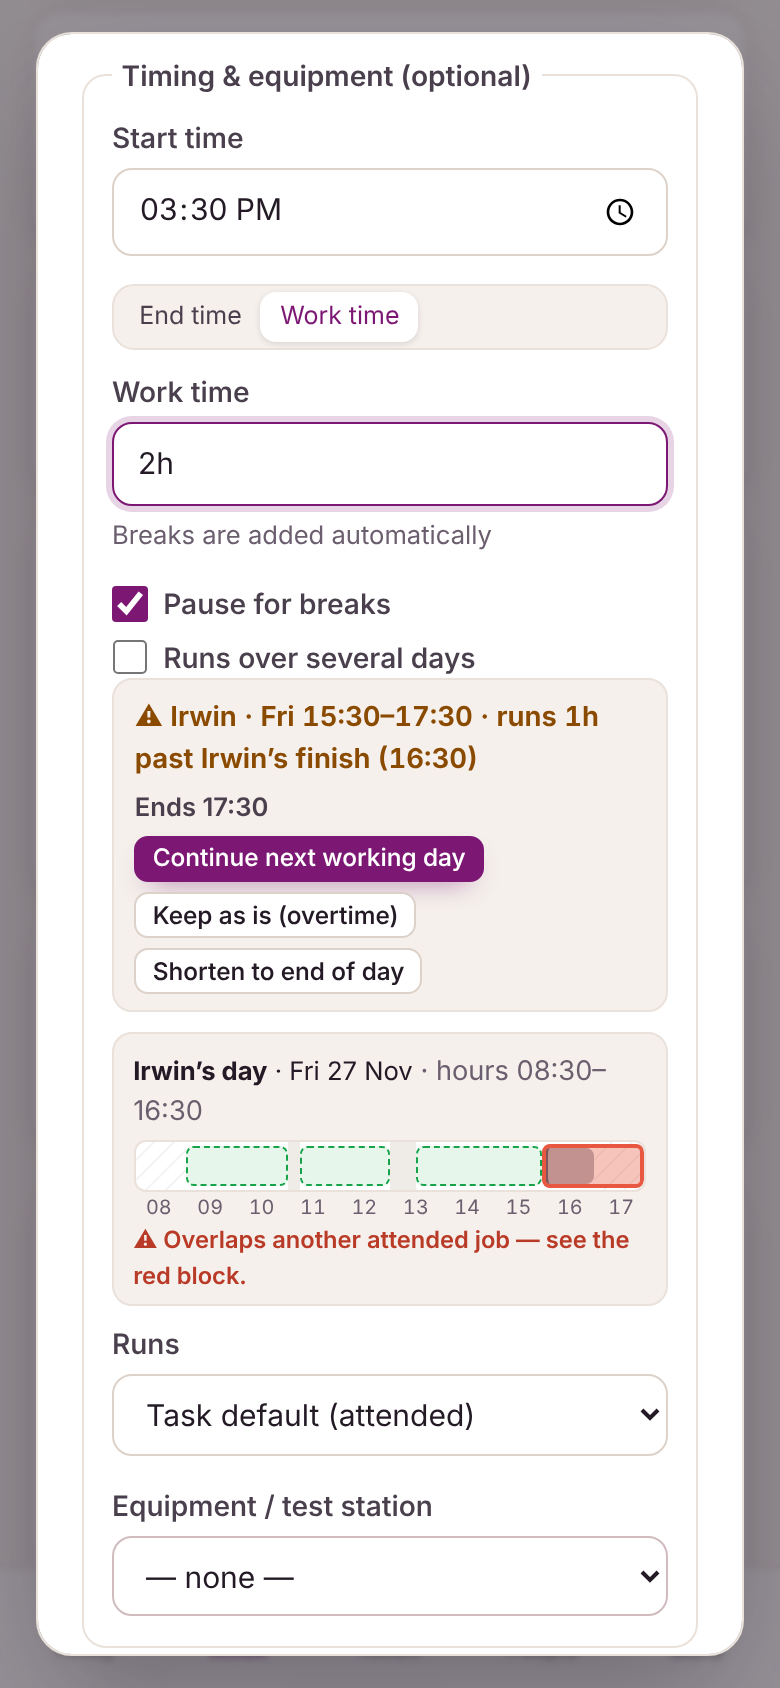 Timing & equipment (optional)
Start time
03:30 PM
End time
Work time
Work time
2h
Breaks are added automatically
Pause for breaks
Runs over several days
⚠ Irwin · Fri 15:30–17:30 · runs 1h
past Irwin’s finish (16:30)
Ends 17:30
Continue next working day
Keep as is (overtime)
Shorten to end of day
Irwin’s day · Fri 27 Nov · hours 08:30–
16:30
08 09 10 11 12 13 14 15 16 17
⚠ Overlaps another attended job — see the
red block.
Runs
Task default (attended)
Equipment / test station
— none —